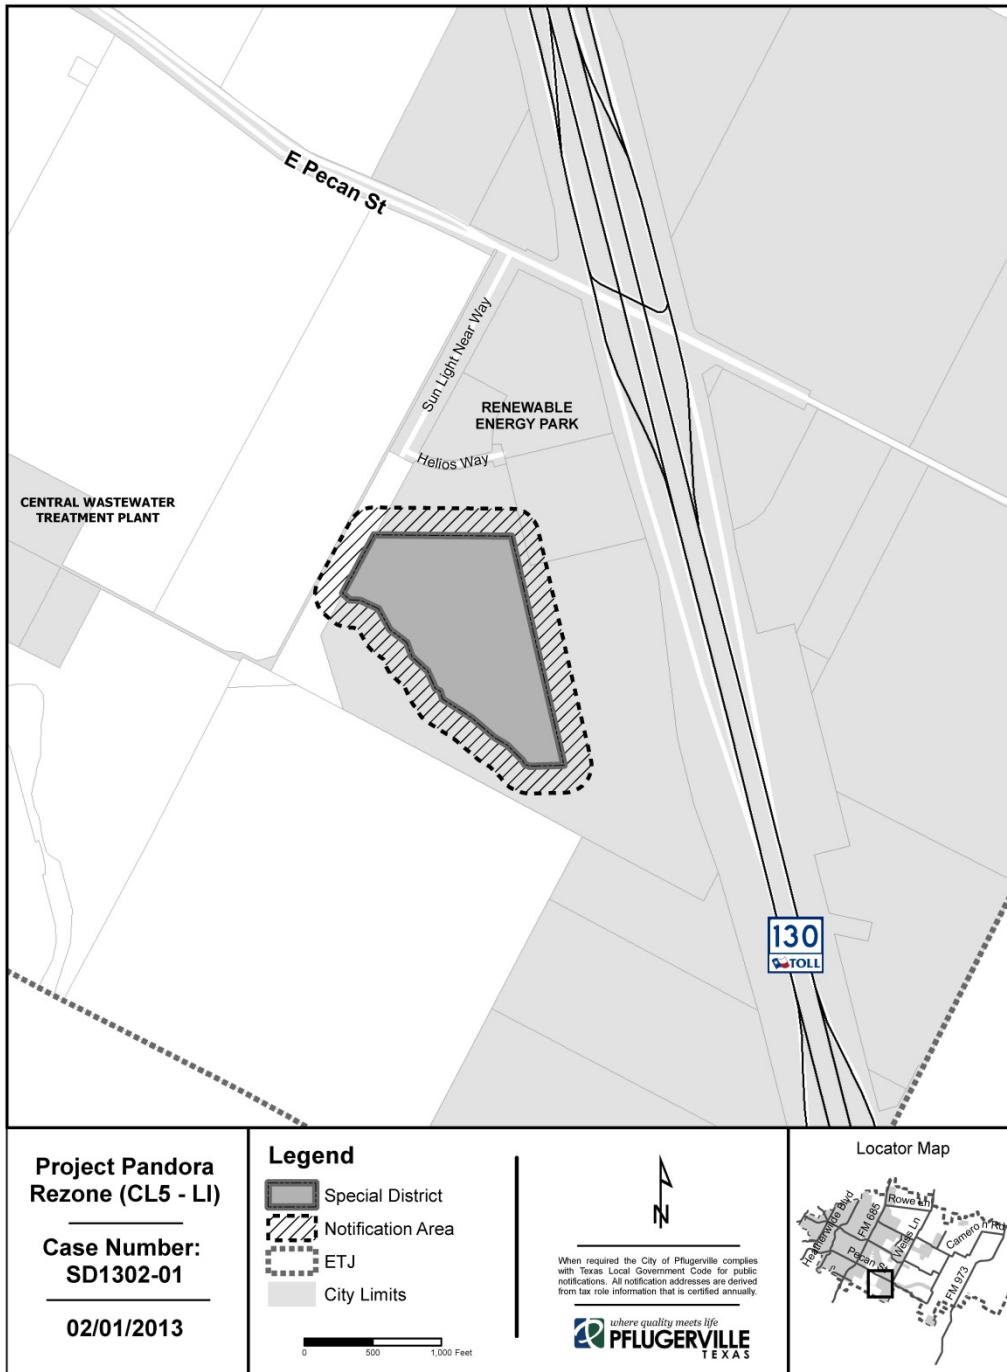 E Pecan St
Sun Light Near Way
RENEWABLE
ENERGY PARK
Helios Way
CENTRAL WASTEWATER
TREATMENT PLANT
130
TOLL
Project Pandora
Rezone (CL5 - LI)
Case Number:
SD1302-01
02/01/2013
Legend
Special District
Notification Area
ETJ
City Limits
0 500 1,000 Feet
N
When required the City of Pflugerville complies
with Texas Local Government Code for public
notifications. All notification addresses are derived
from tax role information that is certified annually.
where quality meets life
PFLUGERVILLE
TEXAS
Locator Map
Heatherwilde Blvd
FM 685
Rowe Ln
Weiss Ln
Cameron Rd
Pecan St
FM 973